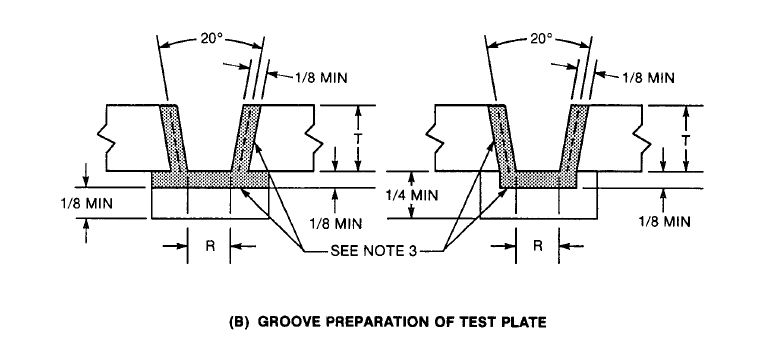 20° 20°
1/8 MIN 1/8 MIN
T T
1/8 MIN 1/4 MIN
1/8 MIN 1/8 MIN
R SEE NOTE 3 R
(B) GROOVE PREPARATION OF TEST PLATE